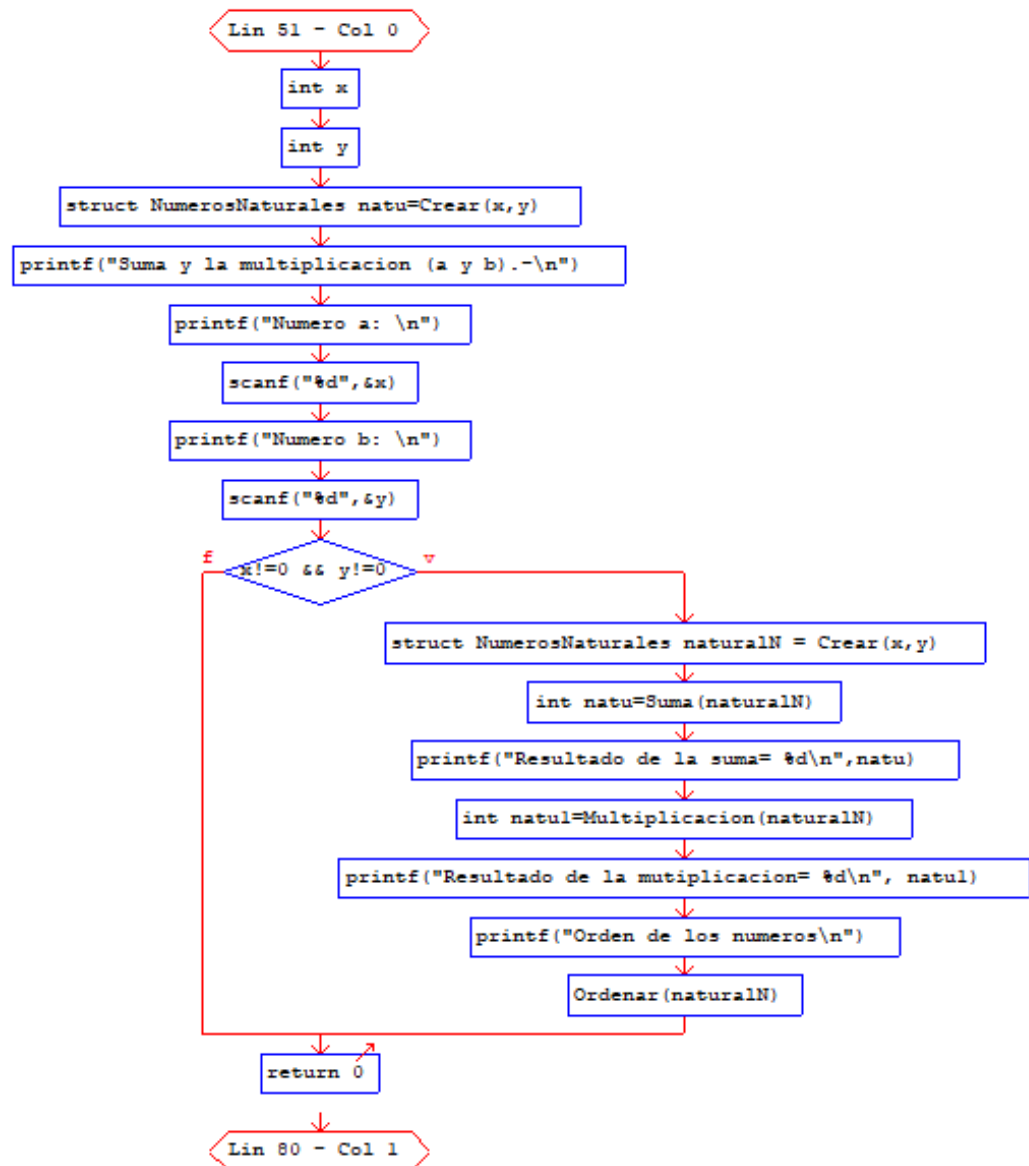 Lin 51 - Col 0
int x
int y
struct NumerosNaturales natu=Crear(x,y)
printf("Suma y la multiplicacion (a y b).-\n")
printf("Numero a: \n")
scanf("%d",&x)
printf("Numero b: \n")
scanf("%d",&y)
f
x!=0 && y!=0
v
struct NumerosNaturales naturalN = Crear(x,y)
int natu=Suma(naturalN)
printf("Resultado de la suma= %d\n",natu)
int natu1=Multiplicacion(naturalN)
printf("Resultado de la mutiplicacion= %d\n", natu1)
printf("Orden de los numeros\n")
Ordenar(naturalN)
return 0
Lin 80 - Col 1